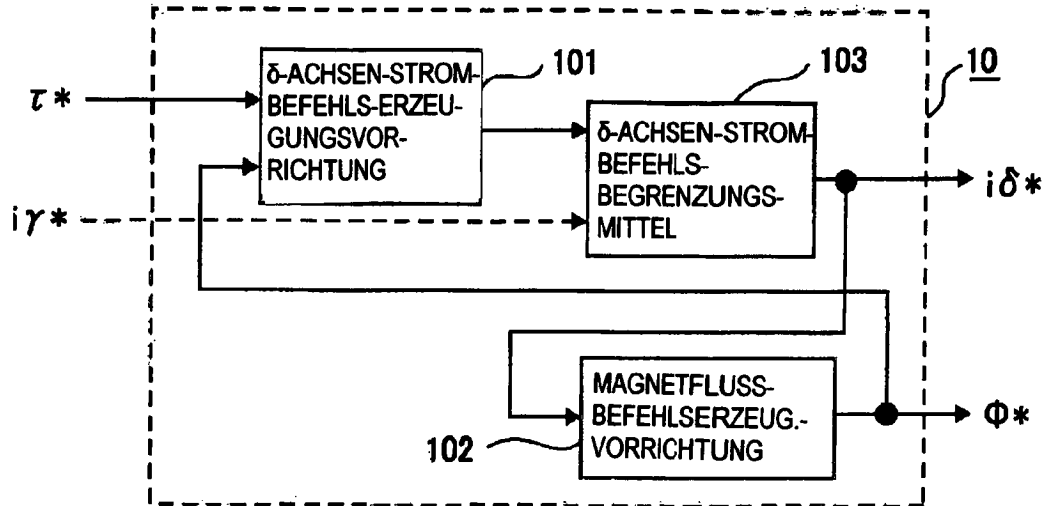 δ-ACHSEN-STROM-
BEFEHLS-ERZEU-
GUNGSVOR-
RICHTUNG
101
103
10
τ*
δ-ACHSEN-STROM-
BEFEHLS-
BEGRENZUNGS-
MITTEL
iδ*
iγ*
MAGNETFLUSS-
BEFEHLSERZEUG.-
VORRICHTUNG
102
Φ*